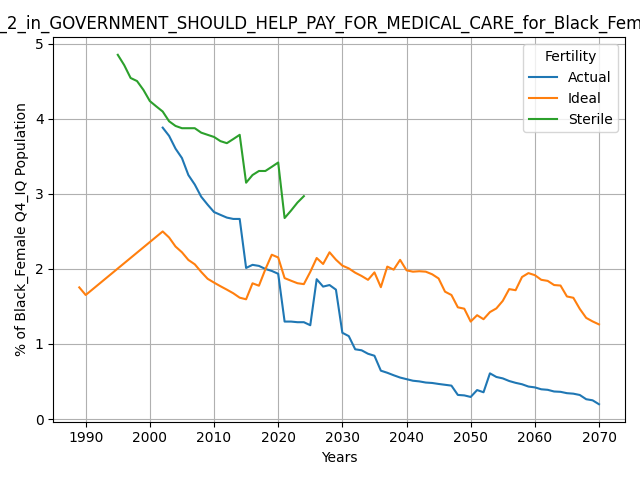 _2_in_GOVERNMENT_SHOULD_HELP_PAY_FOR_MEDICAL_CARE_for_Black_Fem
Fertility
Actual
Ideal
Sterile
% of Black_Female Q4_IQ Population
5
4
3
2
1
0
1990 2000 2010 2020 2030 2040 2050 2060 2070
Years